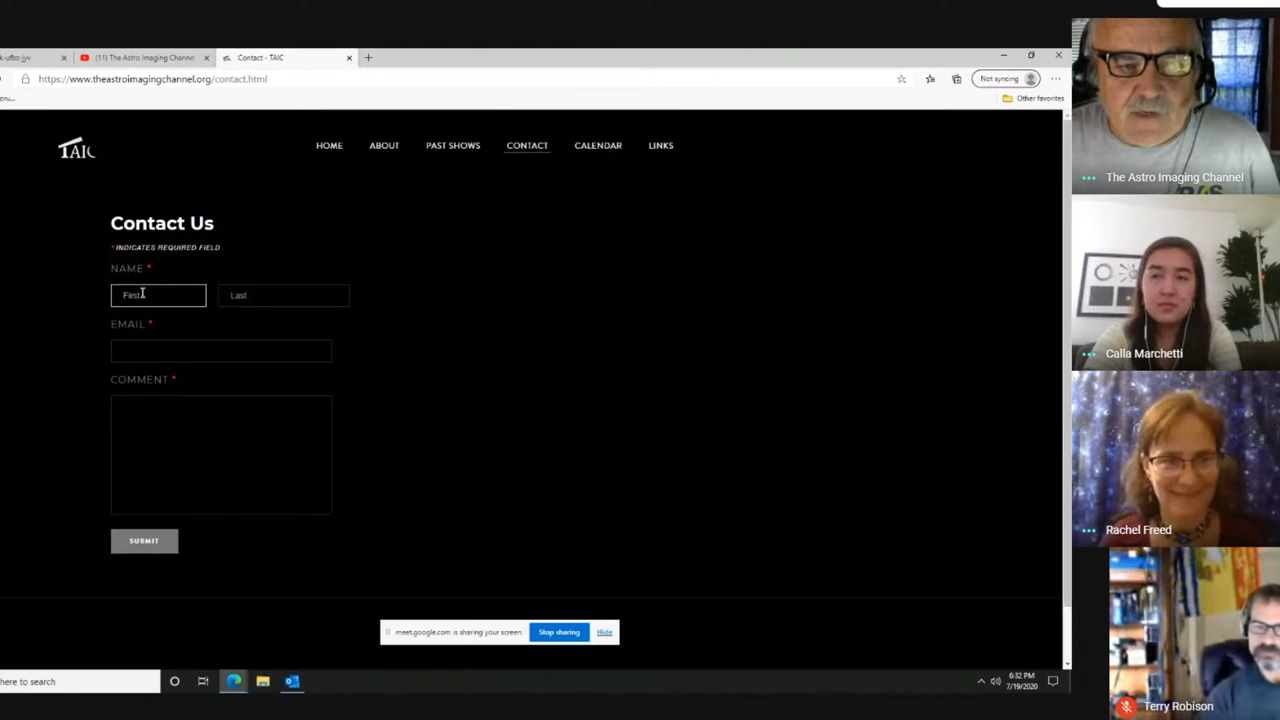 (11) The Astro Imaging Channel
Contact - TAIC
https://www.theastroimagingchannel.org/contact.html
Not syncing
Other favorites
TAIC
HOME
ABOUT
PAST SHOWS
CONTACT
CALENDAR
LINKS
Contact Us
* INDICATES REQUIRED FIELD
NAME *
First
Last
EMAIL *
COMMENT *
SUBMIT
meet.google.com is sharing your screen.
Stop sharing
Hide
here to search
6:32 PM
7/19/2020
The Astro Imaging Channel
Calla Marchetti
Rachel Freed
Terry Robison